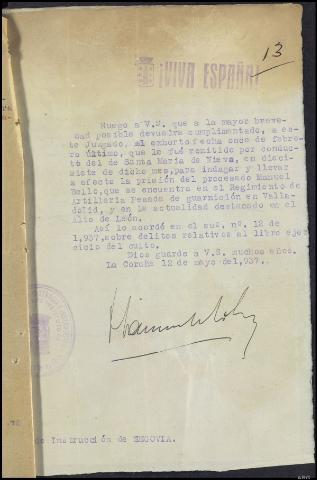 13
¡VIVA ESPAÑA!
Ruego a V.S. que a la mayor breve-
dad posible devuelva cumplimentado, a es-
te Juzgado, el exhorto fecha once de febre-
ro último, que le fué remitido por conduc-
to del de Santa Maria de Nieva, en dieci-
siete de dicho mes, para indagar y llevar
a efecto la prisión del procesado Manuel
Bello, que se encuentra en el Regimiento de
Artillería Pesada de guarnición en Valla-
dolid, y en la actualidad destacado en el
Alto de León.
Así lo acordé en el sum. nº. 12 de
1,937, sobre delitos relativos al libre ejer
cicio del culto.
Dios guarde a V.S. muchos años.
La Coruña 12 de mayo de 1,937.
de Instrucción de SEGOVIA.